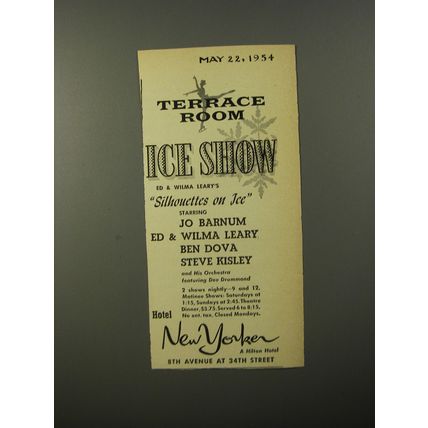 MAY 22, 1954
TERRACE
ROOM
ICE SHOW
ED & WILMA LEARY'S
"Silhouettes on Ice"
STARRING
JO BARNUM
ED & WILMA LEARY
BEN DOVA
STEVE KISLEY
and His Orchestra
featuring Dee Drummond
2 shows nightly—9 and 12.
Matinee Shows: Saturdays at
1:15, Sundays at 2:45. Theatre
Dinner, $3.75. Served 6 to 8:15.
No ent. tax. Closed Mondays.
Hotel
New Yorker
A Hilton Hotel
8TH AVENUE AT 34TH STREET